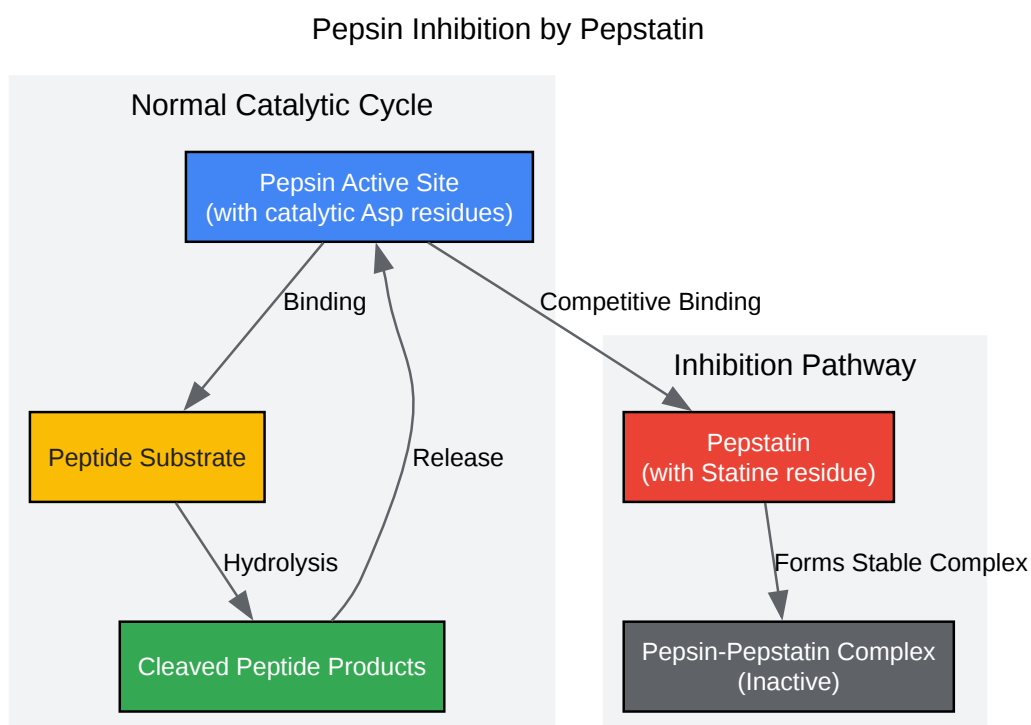 Pepsin Inhibition by Pepstatin
Normal Catalytic Cycle
Pepsin Active Site
(with catalytic Asp residues)
Binding
Competitive Binding
Inhibition Pathway
Peptide Substrate
Release
Pepstatin
(with Statine residue)
Hydrolysis
Forms Stable Complex
Cleaved Peptide Products
Pepsin-Pepstatin Complex
(Inactive)